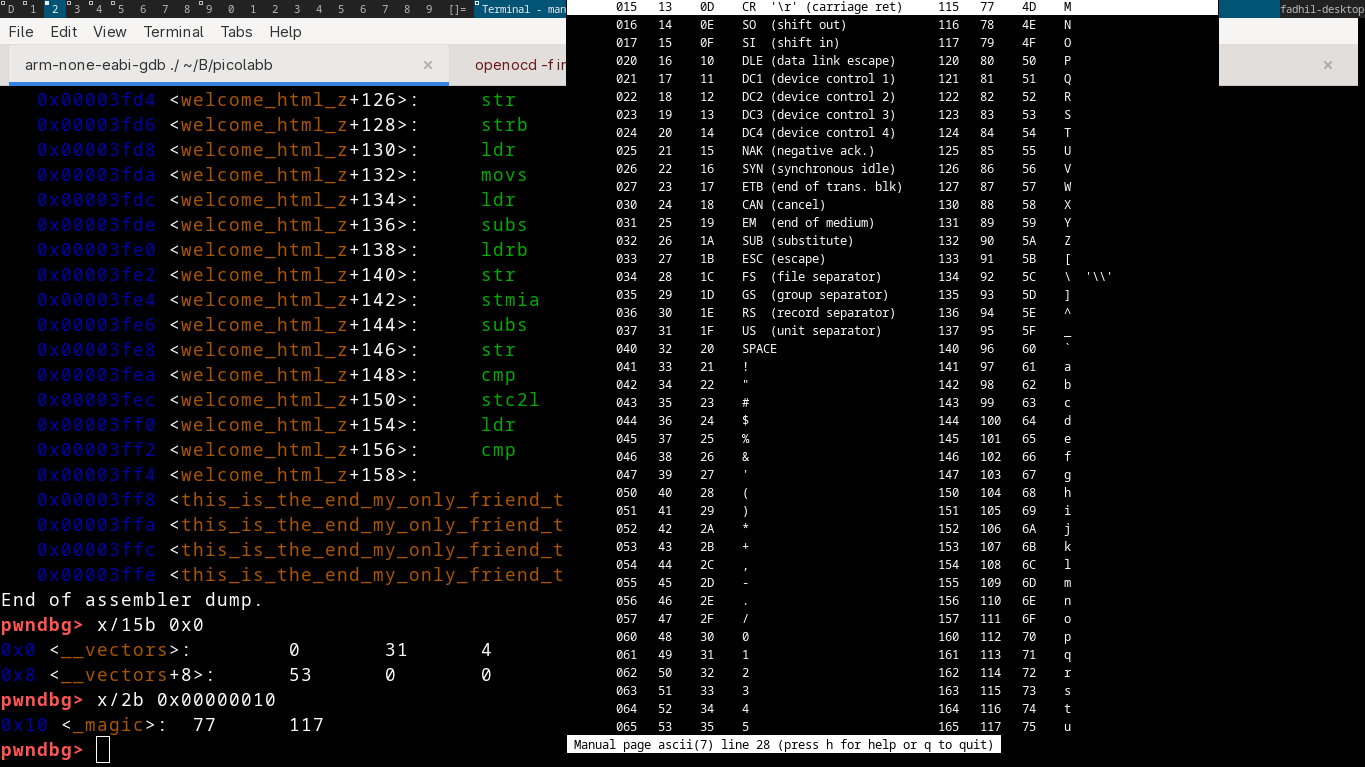 D 1 2 3 4 5 6 7 8 9 0 1 2 3 4 5 6 7 8 9 []= Terminal - man
fadhil-desktop
File Edit View Terminal Tabs Help
arm-none-eabi-gdb ./ ~/B/picolabb × openocd -f in ×
0x00003fd4 <welcome_html_z+126>: str
0x00003fd6 <welcome_html_z+128>: strb
0x00003fd8 <welcome_html_z+130>: ldr
0x00003fda <welcome_html_z+132>: movs
0x00003fdc <welcome_html_z+134>: ldr
0x00003fde <welcome_html_z+136>: subs
0x00003fe0 <welcome_html_z+138>: ldrb
0x00003fe2 <welcome_html_z+140>: str
0x00003fe4 <welcome_html_z+142>: stmia
0x00003fe6 <welcome_html_z+144>: subs
0x00003fe8 <welcome_html_z+146>: str
0x00003fea <welcome_html_z+148>: cmp
0x00003fec <welcome_html_z+150>: stc2l
0x00003ff0 <welcome_html_z+154>: ldr
0x00003ff2 <welcome_html_z+156>: cmp
0x00003ff4 <welcome_html_z+158>:
0x00003ff8 <this_is_the_end_my_only_friend_t
0x00003ffa <this_is_the_end_my_only_friend_t
0x00003ffc <this_is_the_end_my_only_friend_t
0x00003ffe <this_is_the_end_my_only_friend_t
End of assembler dump.
pwndbg> x/15b 0x0
0x0 <__vectors>: 0 31 4
0x8 <__vectors+8>: 53 0 0
pwndbg> x/2b 0x00000010
0x10 <_magic>: 77 117
pwndbg>
015 13 0D CR '\r' (carriage ret) 115 77 4D M
016 14 0E SO (shift out) 116 78 4E N
017 15 0F SI (shift in) 117 79 4F O
020 16 10 DLE (data link escape) 120 80 50 P
021 17 11 DC1 (device control 1) 121 81 51 Q
022 18 12 DC2 (device control 2) 122 82 52 R
023 19 13 DC3 (device control 3) 123 83 53 S
024 20 14 DC4 (device control 4) 124 84 54 T
025 21 15 NAK (negative ack.) 125 85 55 U
026 22 16 SYN (synchronous idle) 126 86 56 V
027 23 17 ETB (end of trans. blk) 127 87 57 W
030 24 18 CAN (cancel) 130 88 58 X
031 25 19 EM (end of medium) 131 89 59 Y
032 26 1A SUB (substitute) 132 90 5A Z
033 27 1B ESC (escape) 133 91 5B [
034 28 1C FS (file separator) 134 92 5C \ '\\'
035 29 1D GS (group separator) 135 93 5D ]
036 30 1E RS (record separator) 136 94 5E ^
037 31 1F US (unit separator) 137 95 5F _
040 32 20 SPACE 140 96 60 `
041 33 21 ! 141 97 61 a
042 34 22 " 142 98 62 b
043 35 23 # 143 99 63 c
044 36 24 $ 144 100 64 d
045 37 25 % 145 101 65 e
046 38 26 & 146 102 66 f
047 39 27 ' 147 103 67 g
050 40 28 ( 150 104 68 h
051 41 29 ) 151 105 69 i
052 42 2A * 152 106 6A j
053 43 2B + 153 107 6B k
054 44 2C , 154 108 6C l
055 45 2D - 155 109 6D m
056 46 2E . 156 110 6E n
057 47 2F / 157 111 6F o
060 48 30 0 160 112 70 p
061 49 31 1 161 113 71 q
062 50 32 2 162 114 72 r
063 51 33 3 163 115 73 s
064 52 34 4 164 116 74 t
065 53 35 5 165 117 75 u
Manual page ascii(7) line 28 (press h for help or q to quit)